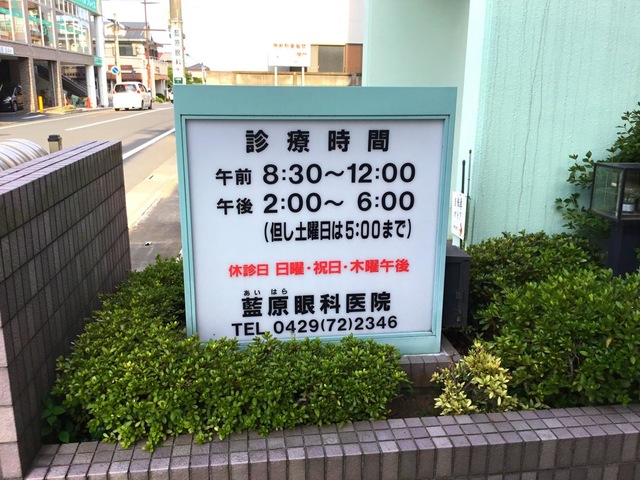 診療時間
午前 8:30～12:00
午後 2:00～ 6:00
(但し土曜日は5:00まで)
休診日 日曜・祝日・木曜午後
あいはら
藍原眼科医院
TEL 0429(72)2346